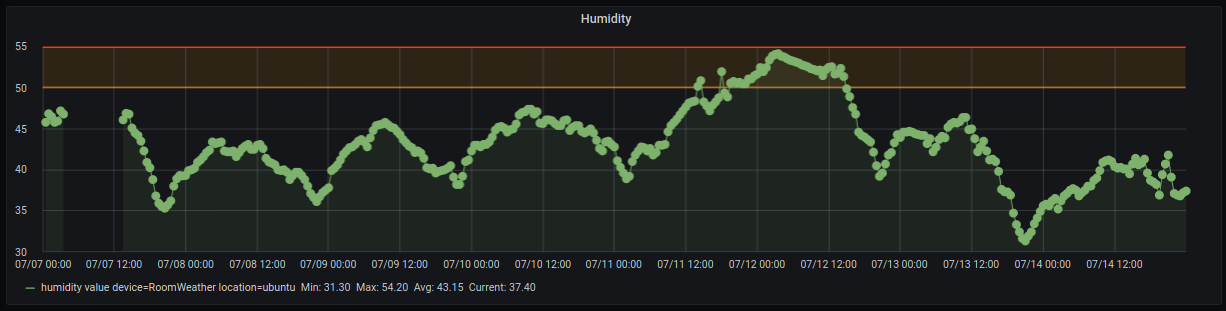 Humidity
55
50
45
40
35
30
07/07 00:00 07/07 12:00 07/08 00:00 07/08 12:00 07/09 00:00 07/09 12:00 07/10 00:00 07/10 12:00 07/11 00:00 07/11 12:00 07/12 00:00 07/12 12:00 07/13 00:00 07/13 12:00 07/14 00:00 07/14 12:00
humidity value device=RoomWeather location=ubuntu Min: 31.30 Max: 54.20 Avg: 43.15 Current: 37.40